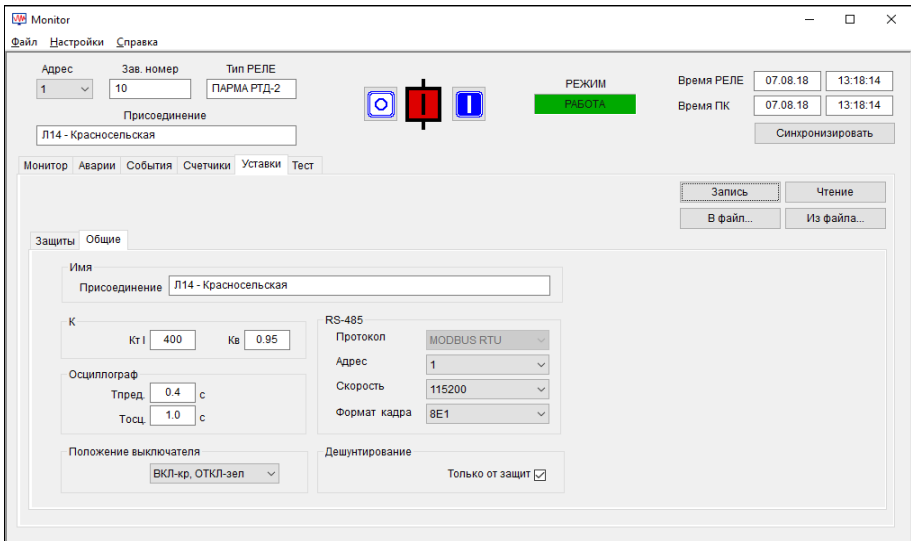 Monitor
Файл Настройки Справка
Адрес Зав. номер Тип РЕЛЕ
1 10 ПАРМА РТД-2
Присоединение
Л14 - Красносельская
РЕЖИМ
РАБОТА
Время РЕЛЕ 07.08.18 13:18:14
Время ПК 07.08.18 13:18:14
Синхронизировать
Монитор Аварии События Счетчики Уставки Тест
Запись Чтение
В файл... Из файла...
Защиты Общие
Имя
Присоединение Л14 - Красносельская
К
Кт I 400 Кв 0.95
Осциллограф
Тпред. 0.4 с
Тосц. 1.0 с
Положение выключателя
ВКЛ-кр, ОТКЛ-зел
RS-485
Протокол MODBUS RTU
Адрес 1
Скорость 115200
Формат кадра 8E1
Дешунтирование
Только от защит